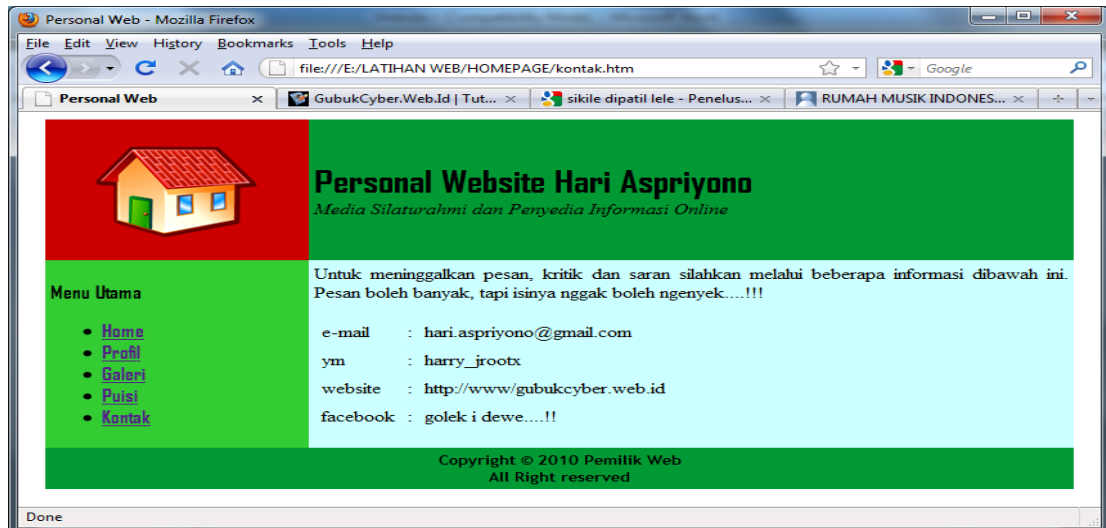 Personal Web - Mozilla Firefox
File Edit View History Bookmarks Tools Help
file:///E:/LATIHAN WEB/HOMEPAGE/kontak.htm
Google
Personal Web
GubukCyber.Web.Id | Tut...
sikile dipatil lele - Penelus...
RUMAH MUSIK INDONES...
Personal Website Hari Aspriyono
Media Silaturahmi dan Penyedia Informasi Online
Menu Utama
Home
Profil
Galeri
Puisi
Kontak
Untuk meninggalkan pesan, kritik dan saran silahkan melalui beberapa informasi dibawah ini.
Pesan boleh banyak, tapi isinya nggak boleh ngenyek....!!!
e-mail : hari.aspriyono@gmail.com
ym : harry_jrootx
website : http://www/gubukcyber.web.id
facebook : golek i dewe....!!
Copyright © 2010 Pemilik Web
All Right reserved
Done